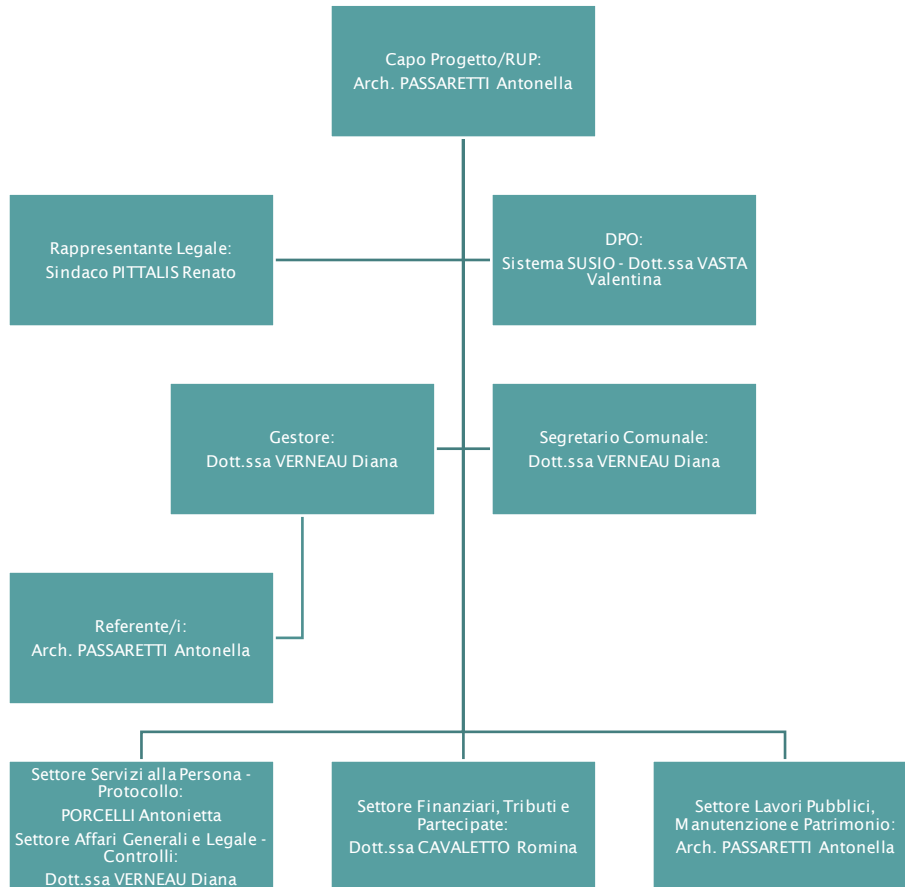 Capo Progetto/RUP:
Arch. PASSARETTI Antonella
Rappresentante Legale:
Sindaco PITTALIS Renato
DPO:
Sistema SUSIO - Dott.ssa VASTA
Valentina
Gestore:
Dott.ssa VERNEAU Diana
Segretario Comunale:
Dott.ssa VERNEAU Diana
Referente/i:
Arch. PASSARETTI Antonella
Settore Servizi alla Persona -
Protocollo:
PORCELLI Antonietta
Settore Affari Generali e Legale -
Controlli:
Dott.ssa VERNEAU Diana
Settore Finanziari, Tributi e
Partecipate:
Dott.ssa CAVALETTO Romina
Settore Lavori Pubblici,
Manutenzione e Patrimonio:
Arch. PASSARETTI Antonella